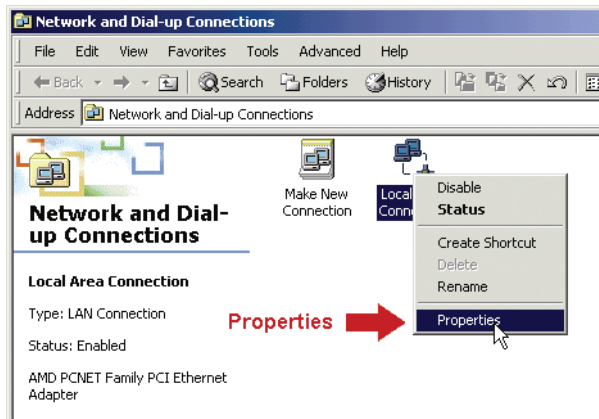 Network and Dial-up Connections
File Edit View Favorites Tools Advanced Help
Back Search Folders History
Address Network and Dial-up Connections
Make New
Connection
Local
Conn
Network and Dial-
up Connections
Local Area Connection
Type: LAN Connection
Status: Enabled
AMD PCNET Family PCI Ethernet
Adapter
Disable
Status
Create Shortcut
Delete
Rename
Properties
Properties